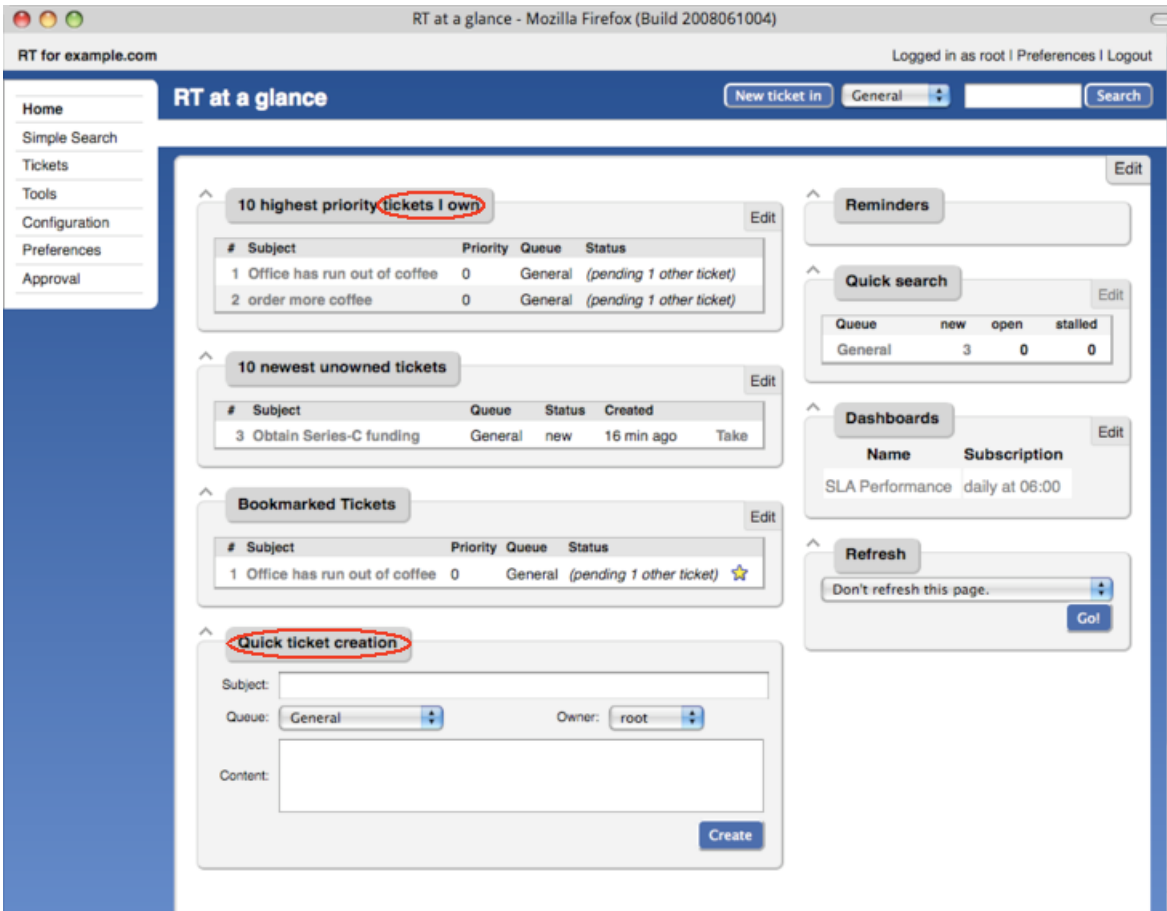 RT at a glance - Mozilla Firefox (Build 2008061004)
RT for example.com
Logged in as root | Preferences | Logout
Home
Simple Search
Tickets
Tools
Configuration
Preferences
Approval
RT at a glance
New ticket in General Search
Edit
10 highest priority tickets I own
Edit
# Subject Priority Queue Status
1 Office has run out of coffee 0 General (pending 1 other ticket)
2 order more coffee 0 General (pending 1 other ticket)
10 newest unowned tickets
Edit
# Subject Queue Status Created
3 Obtain Series-C funding General new 16 min ago Take
Bookmarked Tickets
Edit
# Subject Priority Queue Status
1 Office has run out of coffee 0 General (pending 1 other ticket)
Quick ticket creation
Subject:
Queue: General Owner: root
Content:
Create
Reminders
Quick search
Edit
Queue new open stalled
General 3 0 0
Dashboards
Edit
Name Subscription
SLA Performance daily at 06:00
Refresh
Don't refresh this page.
Go!